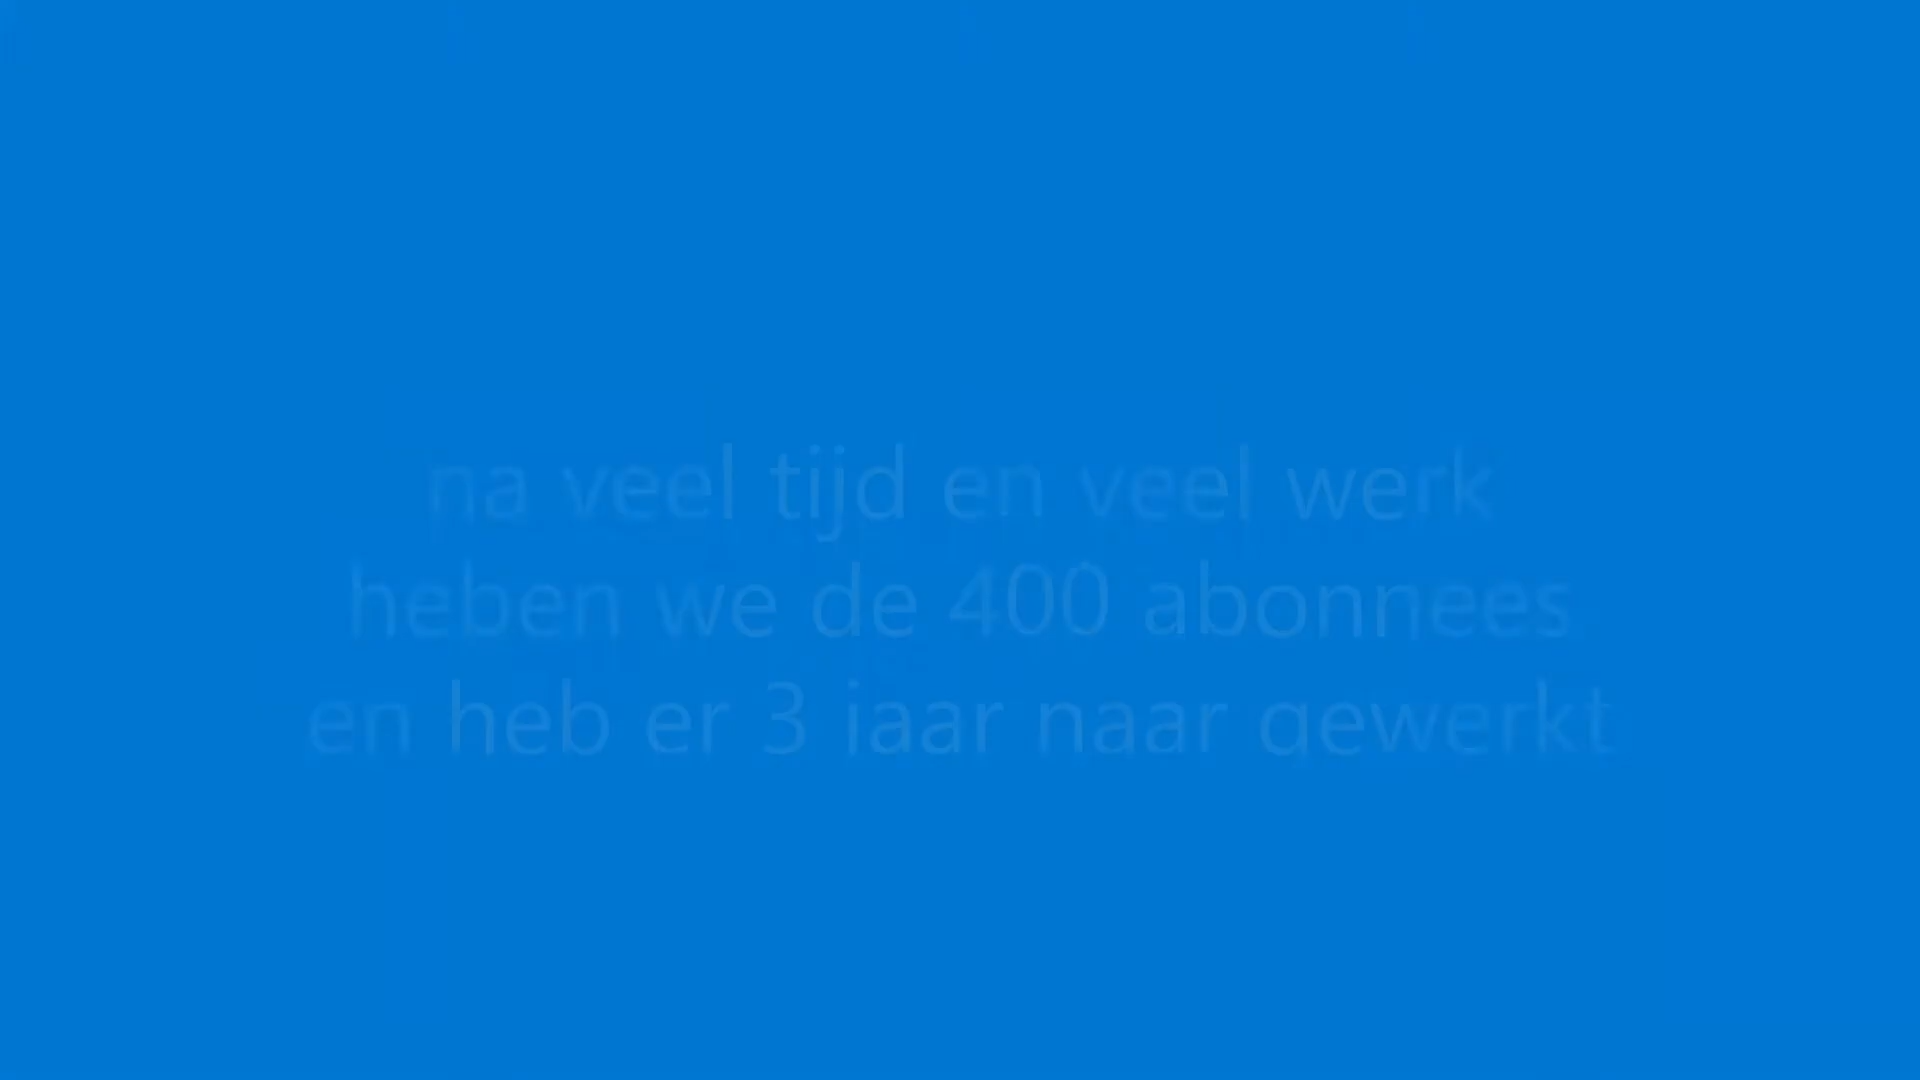 na veel tijd en veel werk
heben we de 400 abonnees
en heb er 3 jaar naar gewerkt